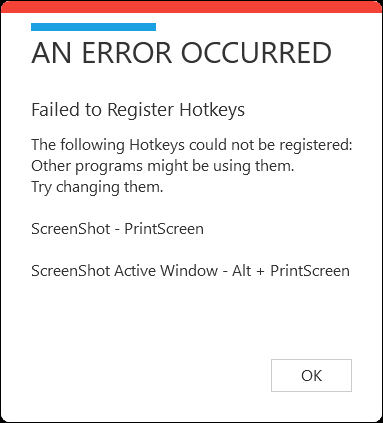 AN ERROR OCCURRED
Failed to Register Hotkeys
The following Hotkeys could not be registered:
Other programs might be using them.
Try changing them.
ScreenShot - PrintScreen
ScreenShot Active Window - Alt + PrintScreen
OK